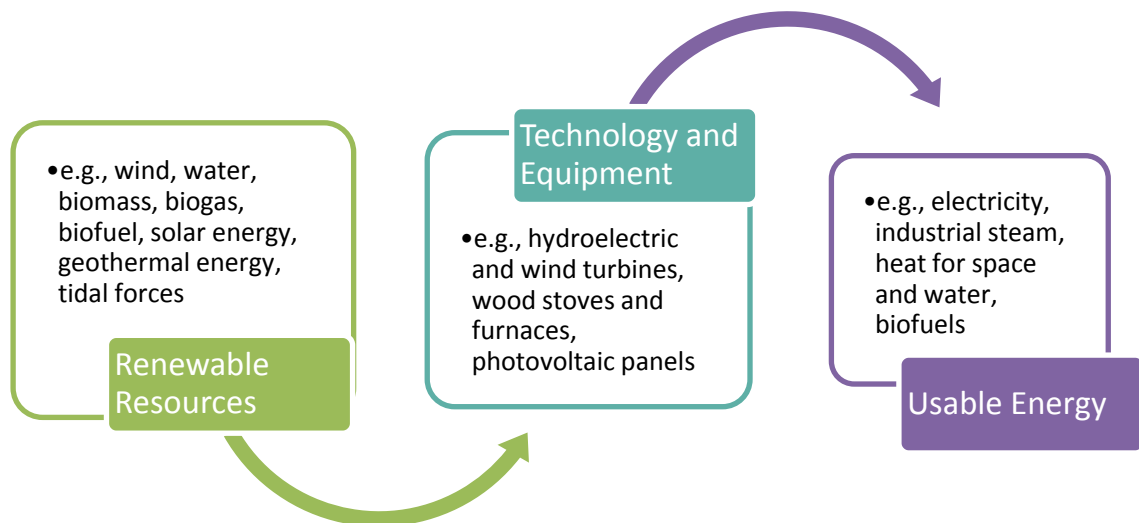 •e.g., wind, water,
biomass, biogas,
biofuel, solar energy,
geothermal energy,
tidal forces
Renewable
Resources
Technology and
Equipment
•e.g., hydroelectric
and wind turbines,
wood stoves and
furnaces,
photovoltaic panels
•e.g., electricity,
industrial steam,
heat for space
and water,
biofuels
Usable Energy